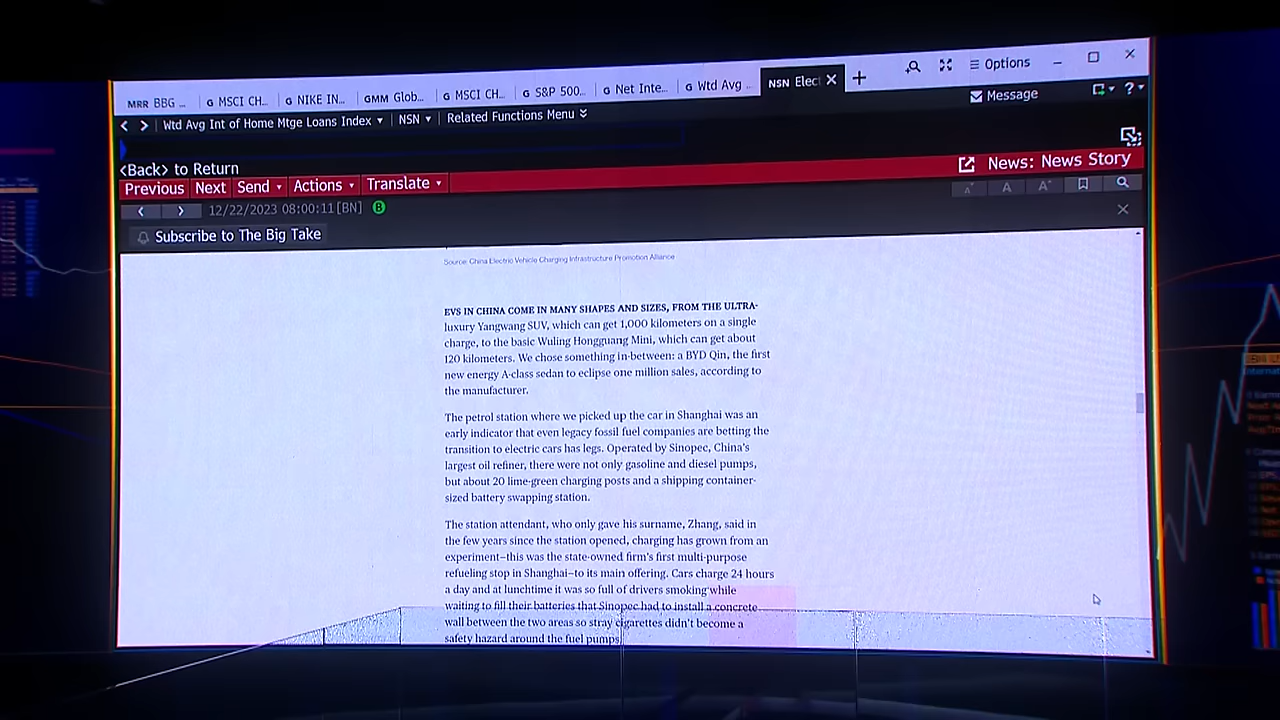 MRR BBG ...
G MSCI CH...
G NIKE IN...
GMM Glob...
G MSCI CH...
G S&P 500...
G Net Inte...
G Wtd Avg ...
NSN Elect
Options
Wtd Avg Int of Home Mtge Loans Index
NSN
Related Functions Menu
Message
?
<Back> to Return
News: News Story
Previous
Next
Send
Actions
Translate
A
A
A
12/22/2023 08:00:11 [BN]
B
Subscribe to The Big Take
Source: China Electric Vehicle Charging Infrastructure Promotion Alliance
EVS IN CHINA COME IN MANY SHAPES AND SIZES, FROM THE ULTRA-
luxury Yangwang SUV, which can get 1,000 kilometers on a single
charge, to the basic Wuling Hongguang Mini, which can get about
120 kilometers. We chose something in-between: a BYD Qin, the first
new energy A-class sedan to eclipse one million sales, according to
the manufacturer.
The petrol station where we picked up the car in Shanghai was an
early indicator that even legacy fossil fuel companies are betting the
transition to electric cars has legs. Operated by Sinopec, China's
largest oil refiner, there were not only gasoline and diesel pumps,
but about 20 lime-green charging posts and a shipping container-
sized battery swapping station.
The station attendant, who only gave his surname, Zhang, said in
the few years since the station opened, charging has grown from an
experiment—this was the state-owned firm's first multi-purpose
refueling stop in Shanghai—to its main offering. Cars charge 24 hours
a day and at lunchtime it was so full of drivers smoking while
waiting to fill their batteries that Sinopec had to install a concrete
wall between the two areas so stray cigarettes didn't become a
safety hazard around the fuel pumps.